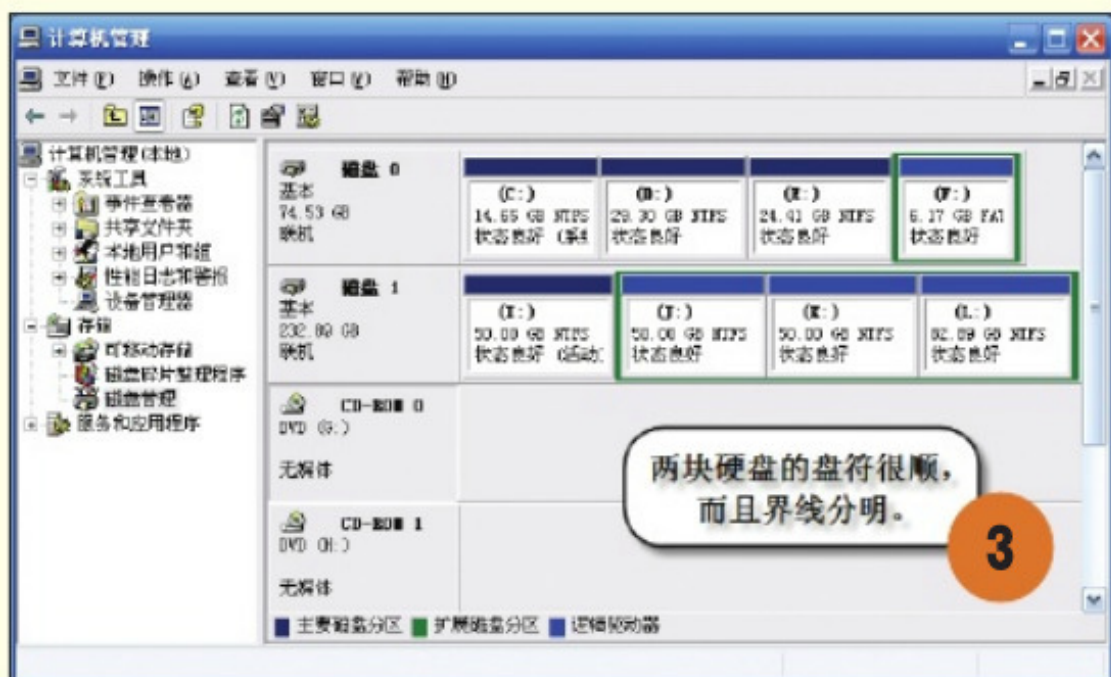 计算机管理
文件(F) 操作(A) 查看(V) 窗口(W) 帮助(H)
计算机管理(本地)
系统工具
事件查看器
共享文件夹
本地用户和组
性能日志和警报
设备管理器
存储
可移动存储
磁盘碎片整理程序
磁盘管理
服务和应用程序
磁盘 0
基本
74.53 GB
联机
(C:)
14.65 GB NTFS
状态良好 (系统
(D:)
29.30 GB NTFS
状态良好
(E:)
24.41 GB NTFS
状态良好
(F:)
6.17 GB FAT
状态良好
磁盘 1
基本
232.89 GB
联机
(I:)
50.00 GB NTFS
状态良好 (活动)
(J:)
50.00 GB NTFS
状态良好
(K:)
50.00 GB NTFS
状态良好
(L:)
82.89 GB NTFS
状态良好
CD-ROM 0
DVD (G:)
无媒体
CD-ROM 1
DVD (H:)
无媒体
两块硬盘的盘符很顺，
而且界线分明。
3
主要磁盘分区 扩展磁盘分区 逻辑驱动器